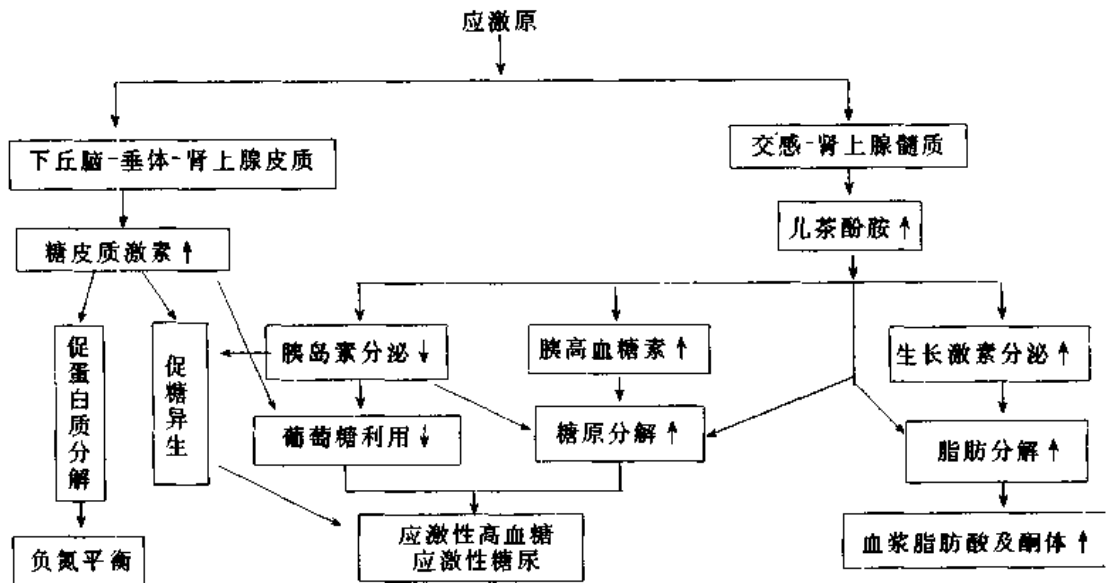 应激原
下丘脑-垂体-肾上腺皮质
交感-肾上腺髓质
糖皮质激素↑
儿茶酚胺↑
促蛋白质分解
促糖异生
胰岛素分泌↓
胰高血糖素↑
生长激素分泌↑
葡萄糖利用↓
糖原分解↑
脂肪分解↑
负氮平衡
应激性高血糖
应激性糖尿
血浆脂肪酸及酮体↑